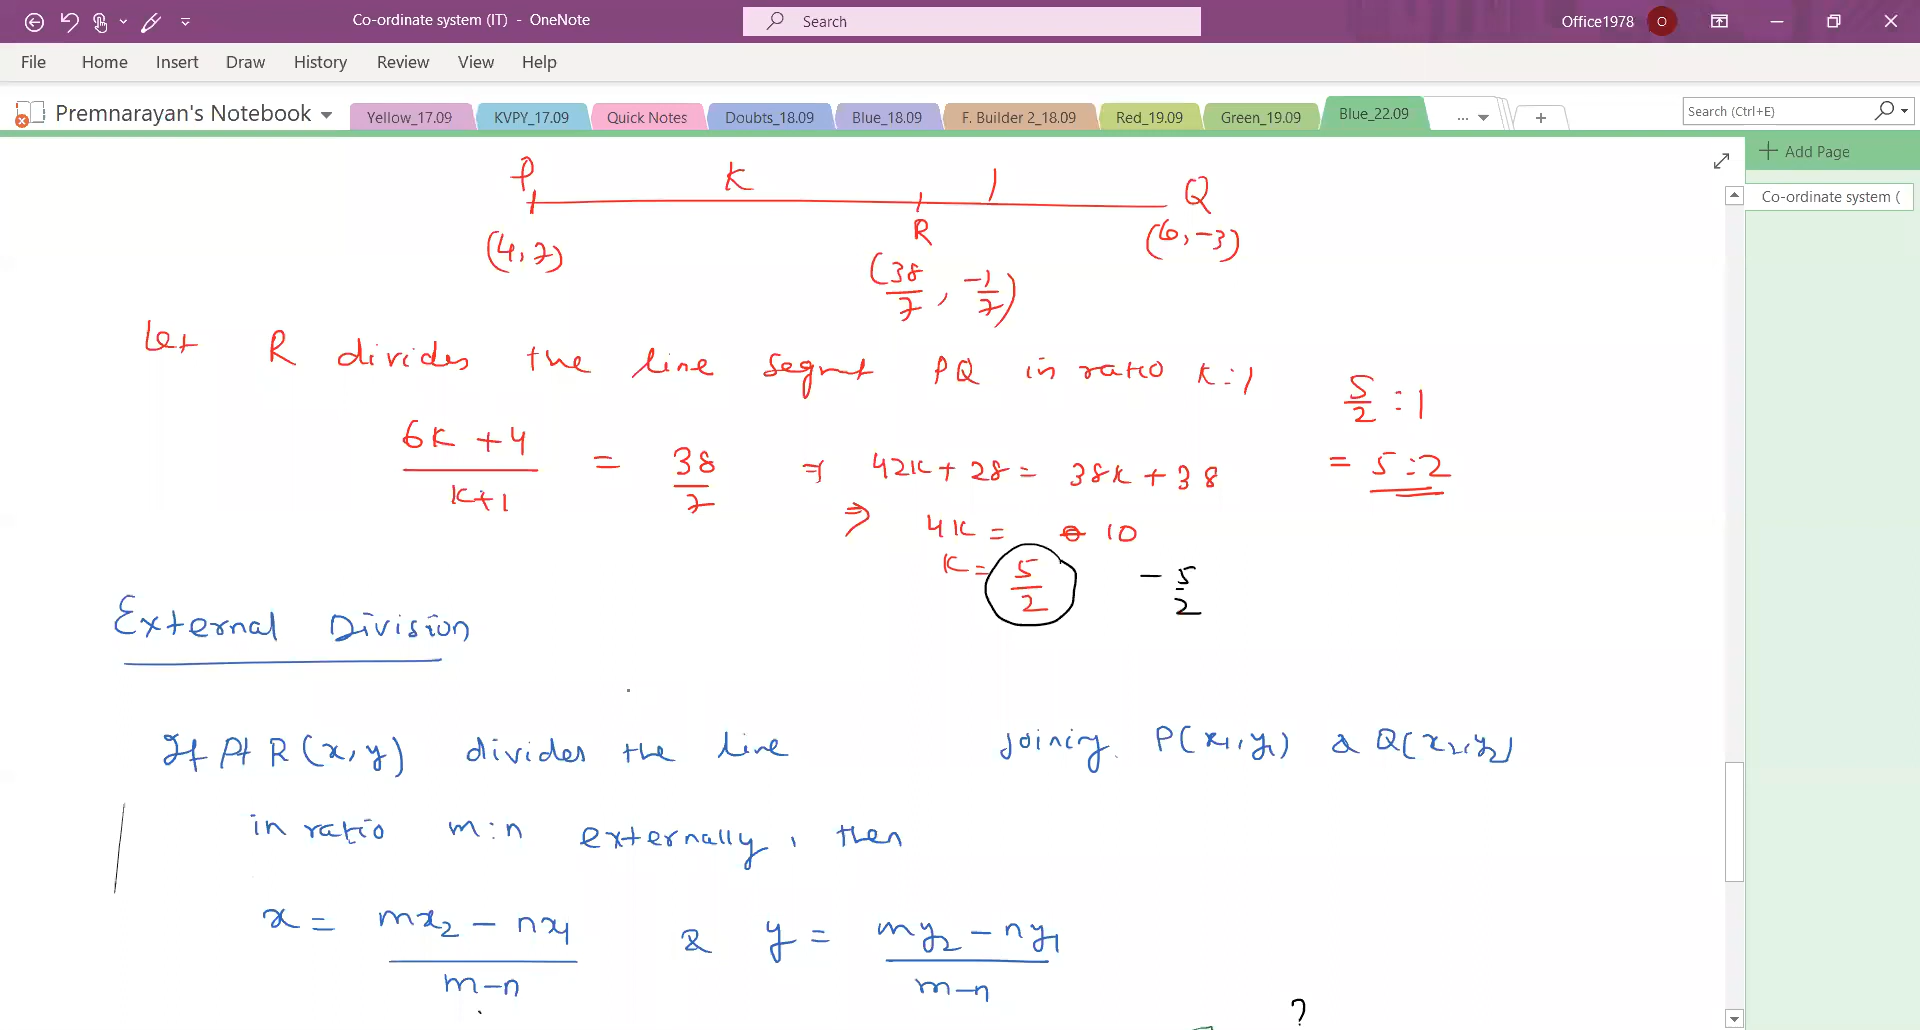 Co-ordinate system (IT) - OneNote
Search
Office1978 O
File Home Insert Draw History Review View Help
Premnarayan's Notebook
Yellow_17.09 KVPY_17.09 Quick Notes Doubts_18.09 Blue_18.09 F. Builder 2_18.09 Red_19.09 Green_19.09 Blue_22.09 ... +
Search (Ctrl+E)
Add Page
Co-ordinate system (
P K 1 Q
R
(4,7) (6,-3)
(38/7, -1/7)
Let R divides the line segmnt PQ in ratio K:1
5/2 : 1
(6K+4)/(K+1) = 38/7 ⇒ 42K+28 = 38K+38
= 5:2
⇒ 4K = 10
K = 5/2 -5/2
External Division
If Pt R(x,y) divides the line joining P(x₁,y₁) & Q(x₂,y₂)
in ratio m:n externally, then
x = (mx₂ - nx₁)/(m-n) & y = (my₂ - ny₁)/(m-n)
?